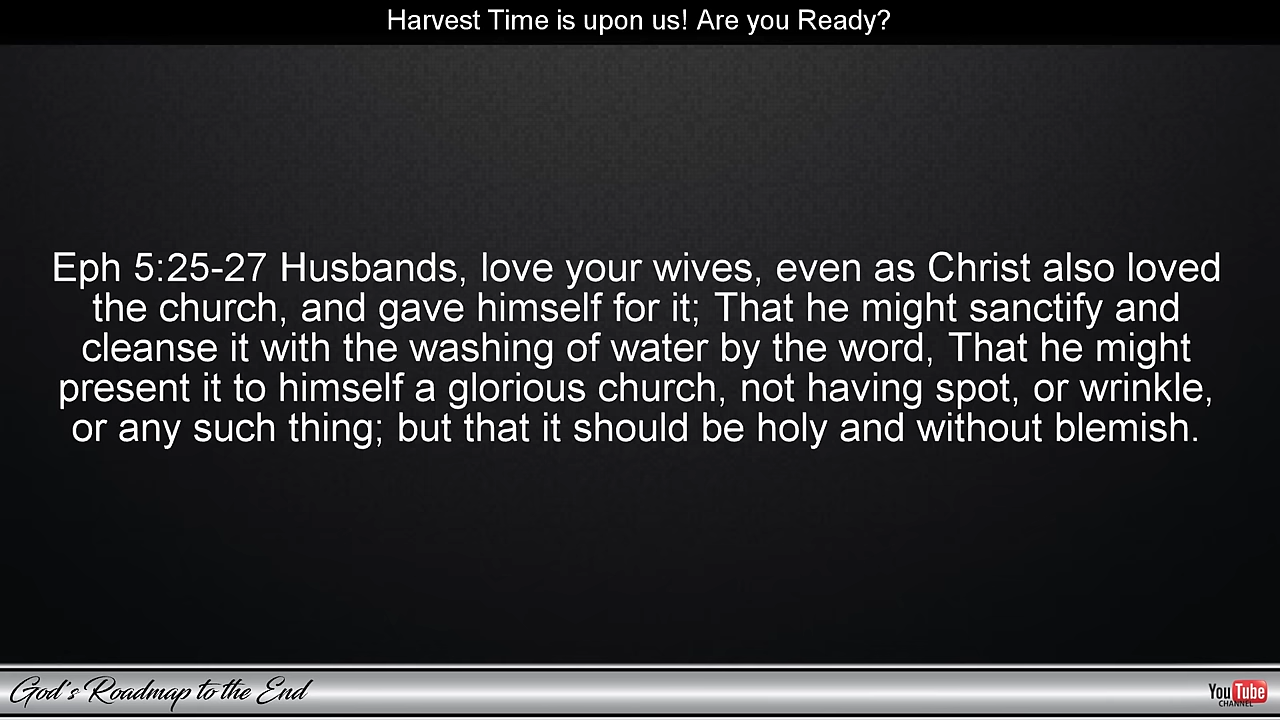 Harvest Time is upon us! Are you Ready?
Eph 5:25-27 Husbands, love your wives, even as Christ also loved
the church, and gave himself for it; That he might sanctify and
cleanse it with the washing of water by the word, That he might
present it to himself a glorious church, not having spot, or wrinkle,
or any such thing; but that it should be holy and without blemish.
God's Roadmap to the End
YouTube
CHANNEL